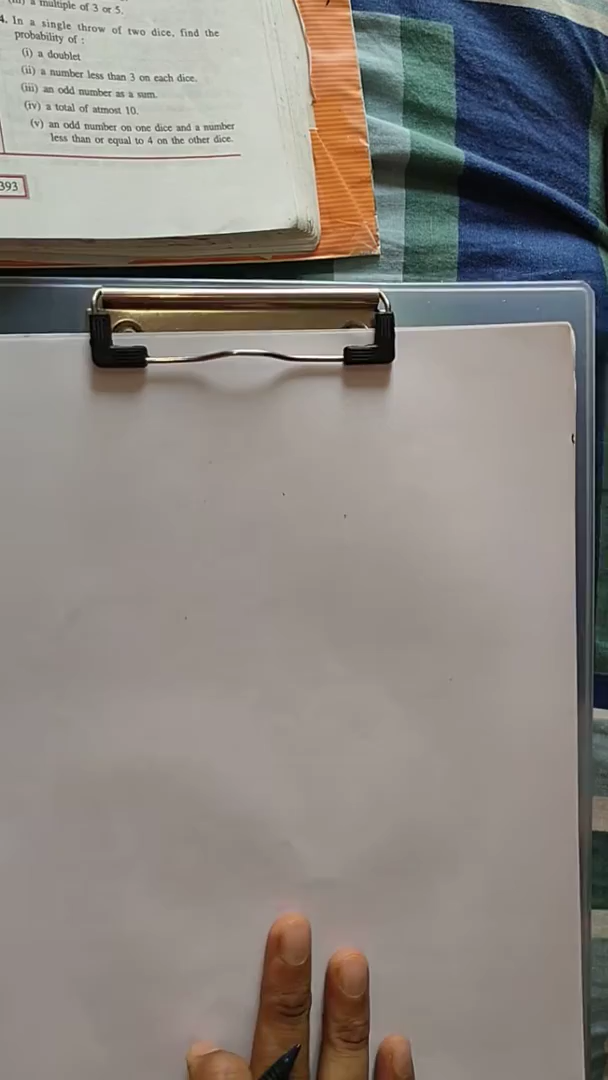 (iii) a multiple of 3 or 5.
4. In a single throw of two dice, find the
probability of :
(i) a doublet
(ii) a number less than 3 on each dice.
(iii) an odd number as a sum.
(iv) a total of atmost 10.
(v) an odd number on one dice and a number
less than or equal to 4 on the other dice.
393